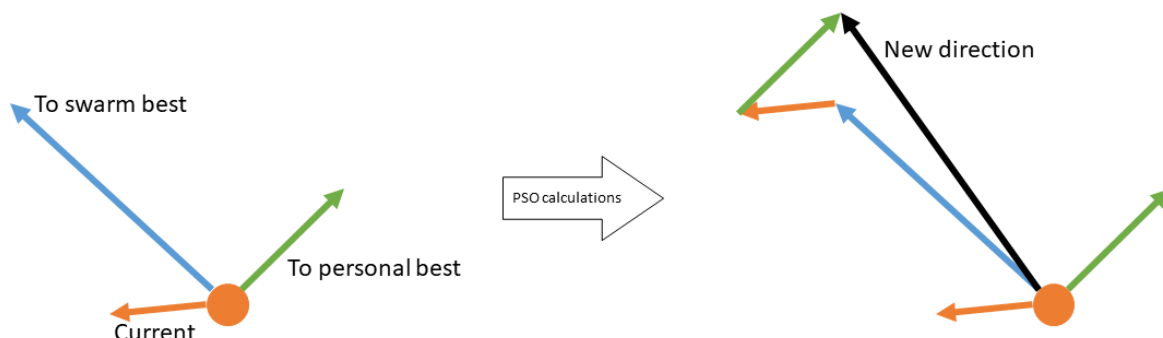 New direction
To swarm best
PSO calculations
To personal best
Current